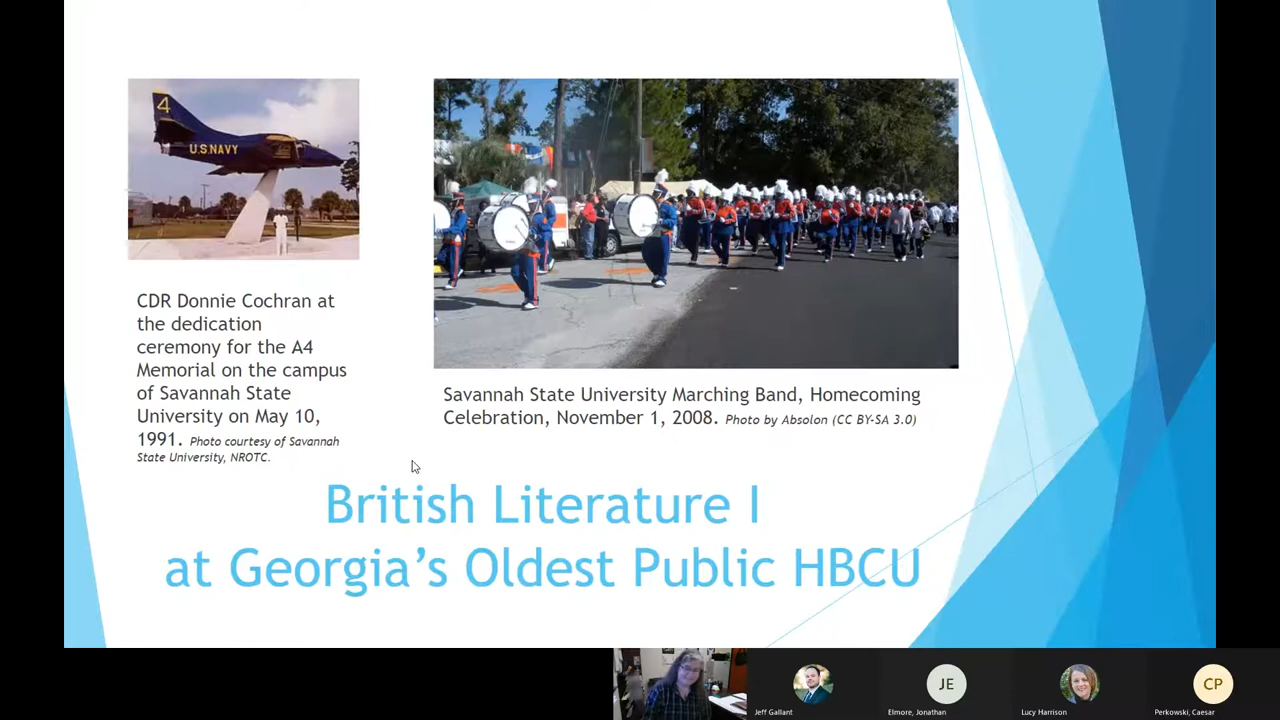 4
U.S.NAVY
CDR Donnie Cochran at
the dedication
ceremony for the A4
Memorial on the campus
of Savannah State
University on May 10,
1991. Photo courtesy of Savannah
State University, NROTC.
Savannah State University Marching Band, Homecoming
Celebration, November 1, 2008. Photo by Absolon (CC BY-SA 3.0)
British Literature I
at Georgia’s Oldest Public HBCU
JE
CP
Jeff Gallant
Elmore, Jonathan
Lucy Harrison
Perkowski, Caesar